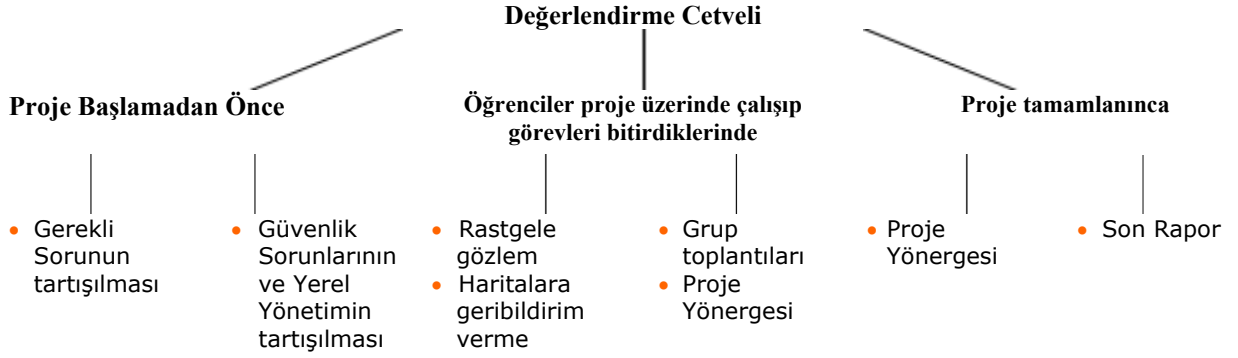 Değerlendirme Cetveli
Proje Başlamadan Önce
Öğrenciler proje üzerinde çalışıp
görevleri bitirdiklerinde
Proje tamamlanınca
• Gerekli
Sorunun
tartışılması
• Güvenlik
Sorunlarının
ve Yerel
Yönetimin
tartışılması
• Rastgele
gözlem
• Haritalara
geribildirim
verme
• Grup
toplantıları
• Proje
Yönergesi
• Proje
Yönergesi
• Son Rapor